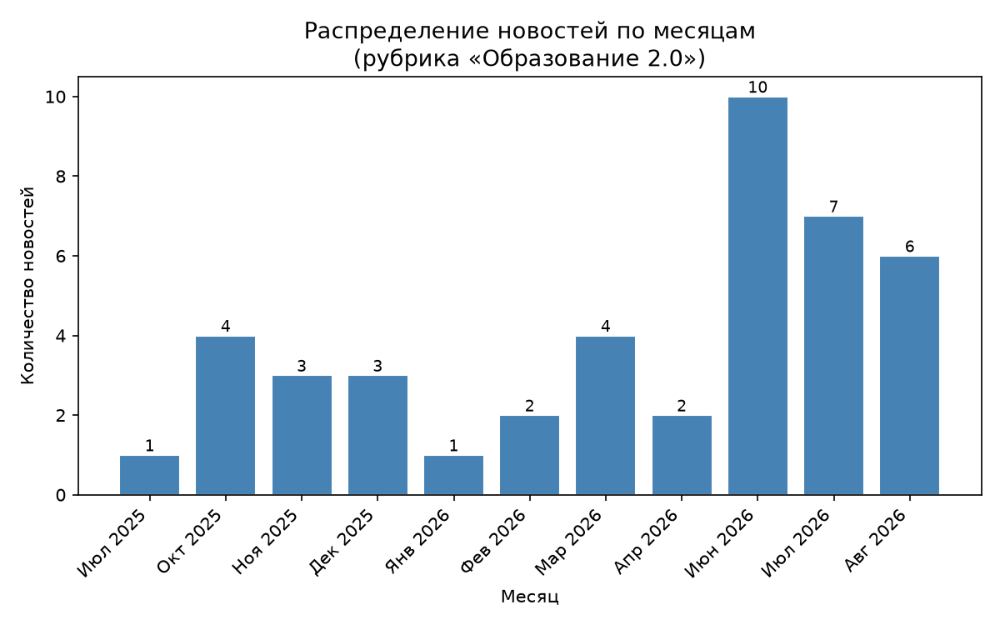 Распределение новостей по месяцам
(рубрика «Образование 2.0»)
Количество новостей
10
8
6
4
2
0
1
4
3
3
1
2
4
2
10
7
6
Июл 2025
Окт 2025
Ноя 2025
Дек 2025
Янв 2026
Фев 2026
Мар 2026
Апр 2026
Июн 2026
Июл 2026
Авг 2026
Месяц